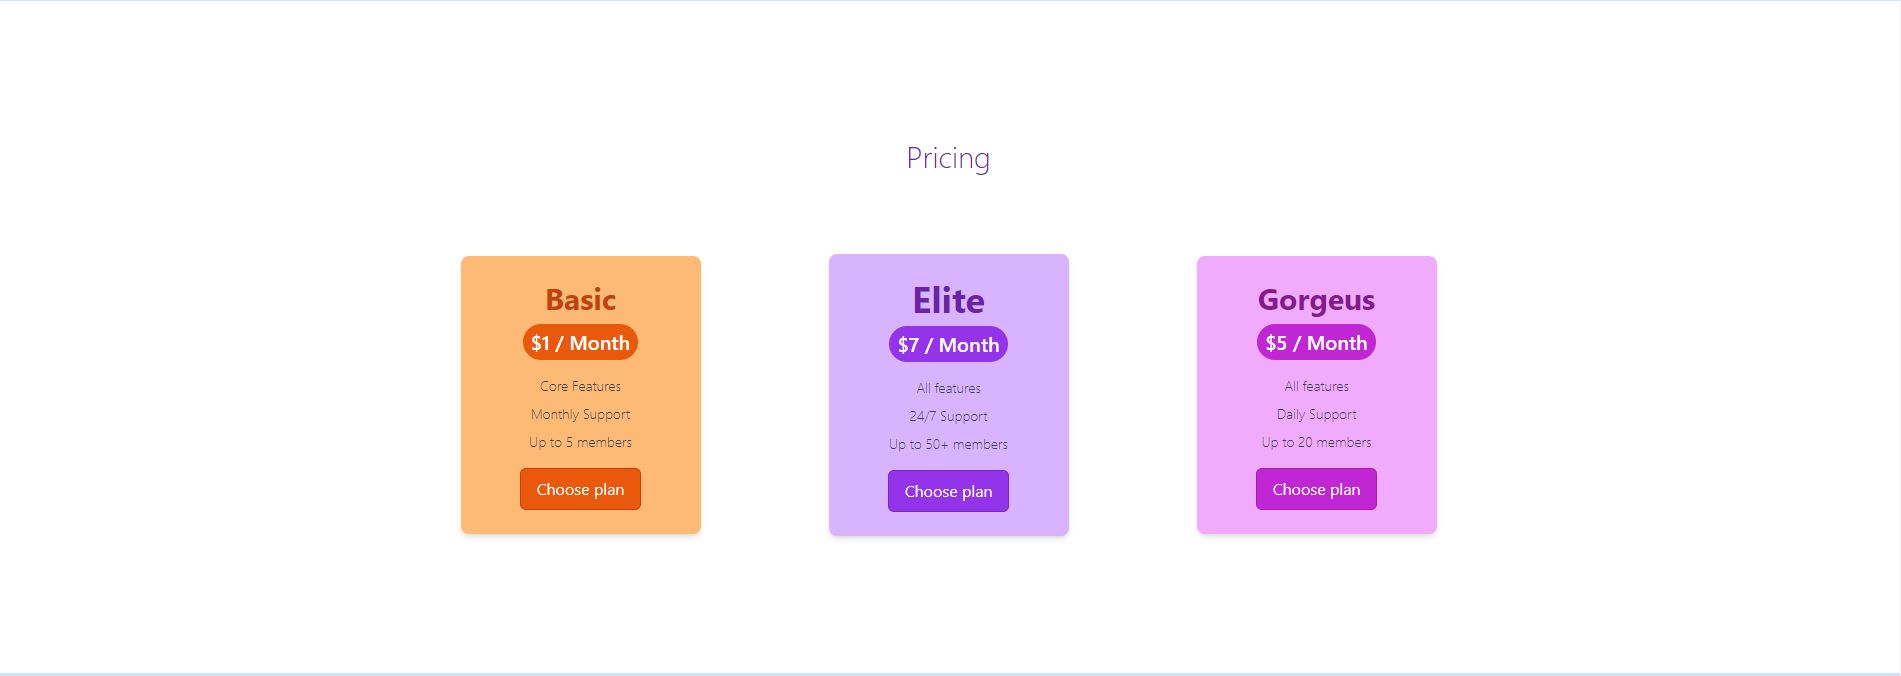 Pricing
Basic
$1 / Month
Core Features
Monthly Support
Up to 5 members
Choose plan
Elite
$7 / Month
All features
24/7 Support
Up to 50+ members
Choose plan
Gorgeus
$5 / Month
All features
Daily Support
Up to 20 members
Choose plan